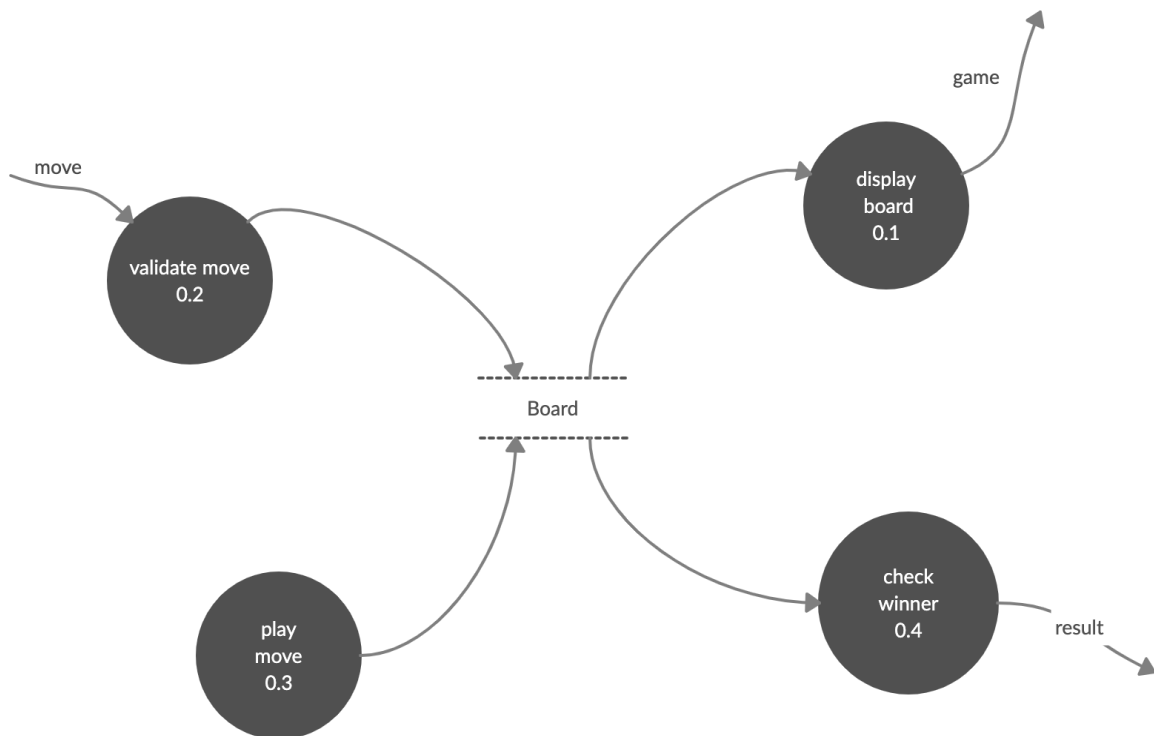 game
move
display
board
0.1
validate move
0.2
Board
check
winner
0.4
result
play
move
0.3